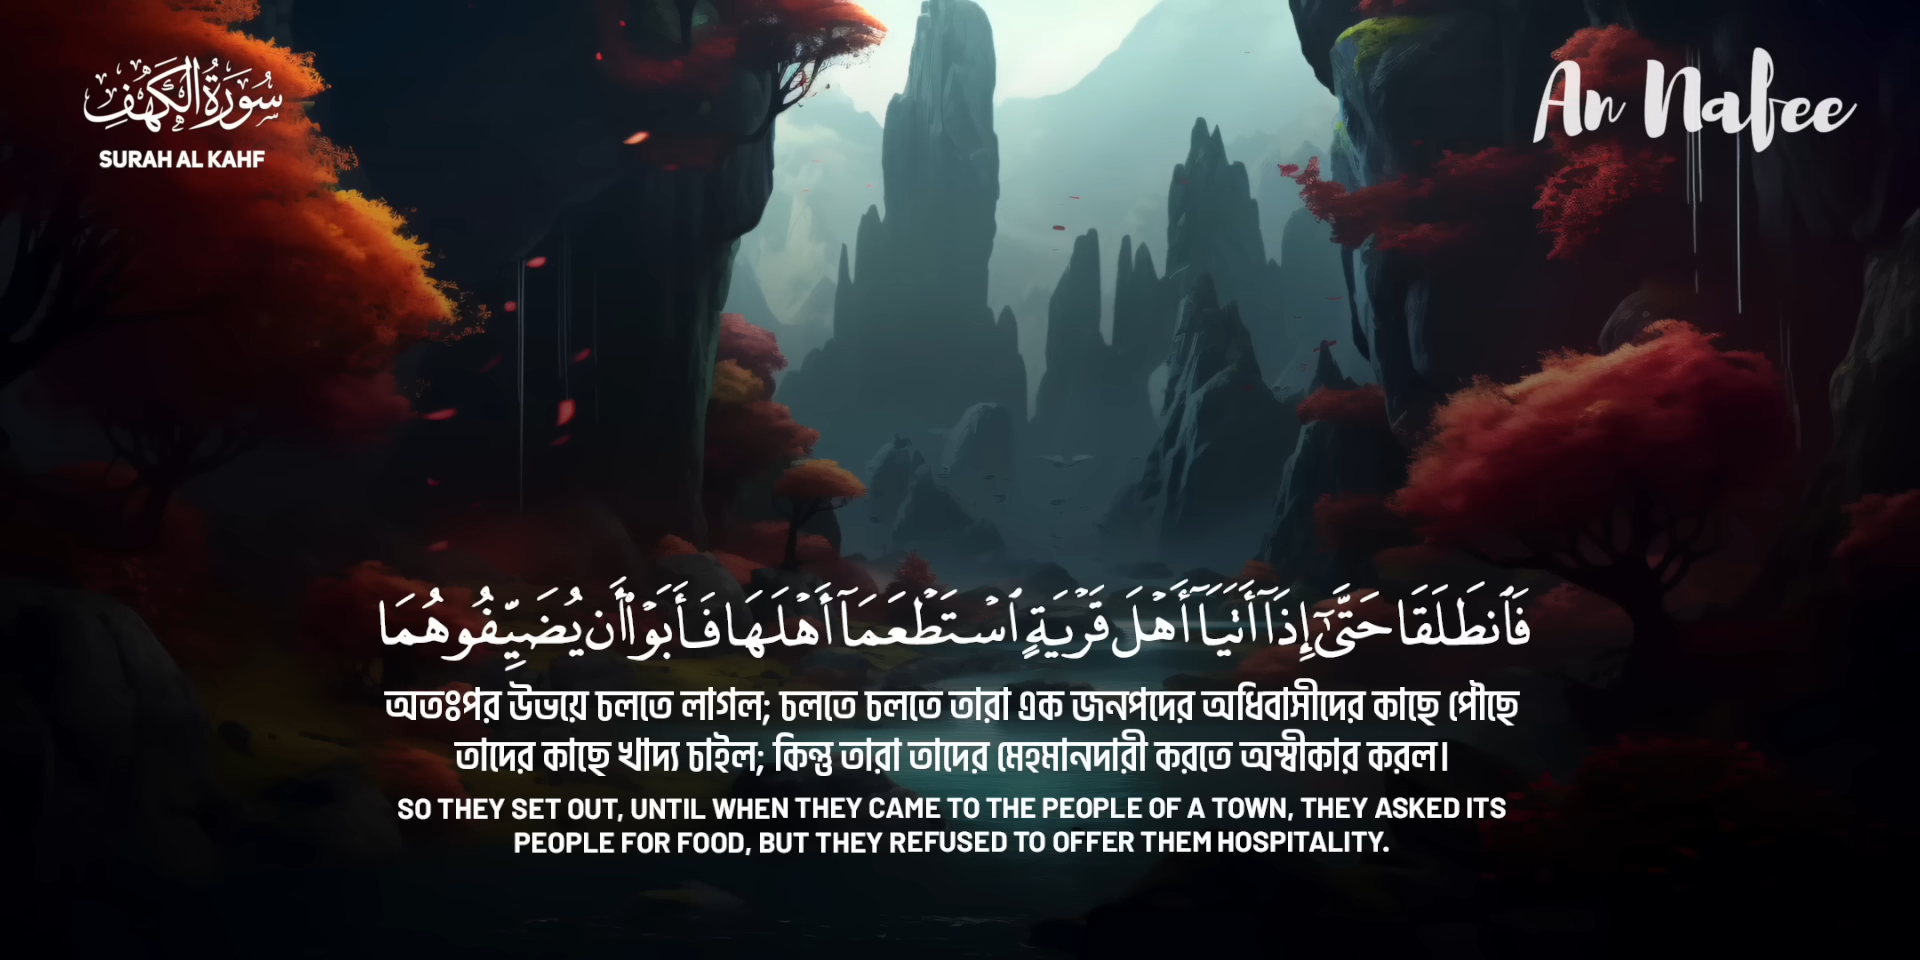 سُورَةُ الكَهْفِ
SURAH AL KAHF
An Nafee
فَٱنطَلَقَا حَتَّىٰٓ إِذَآ أَتَيَآ أَهْلَ قَرْيَةٍ ٱسْتَطْعَمَآ أَهْلَهَا فَأَبَوْا۟ أَن يُضَيِّفُوهُمَا
অতঃপর উভয়ে চলতে লাগল; চলতে চলতে তারা এক জনপদের অধিবাসীদের কাছে পৌছে
তাদের কাছে খাদ্য চাইল; কিন্তু তারা তাদের মেহমানদারী করতে অস্বীকার করল।
SO THEY SET OUT, UNTIL WHEN THEY CAME TO THE PEOPLE OF A TOWN, THEY ASKED ITS
PEOPLE FOR FOOD, BUT THEY REFUSED TO OFFER THEM HOSPITALITY.